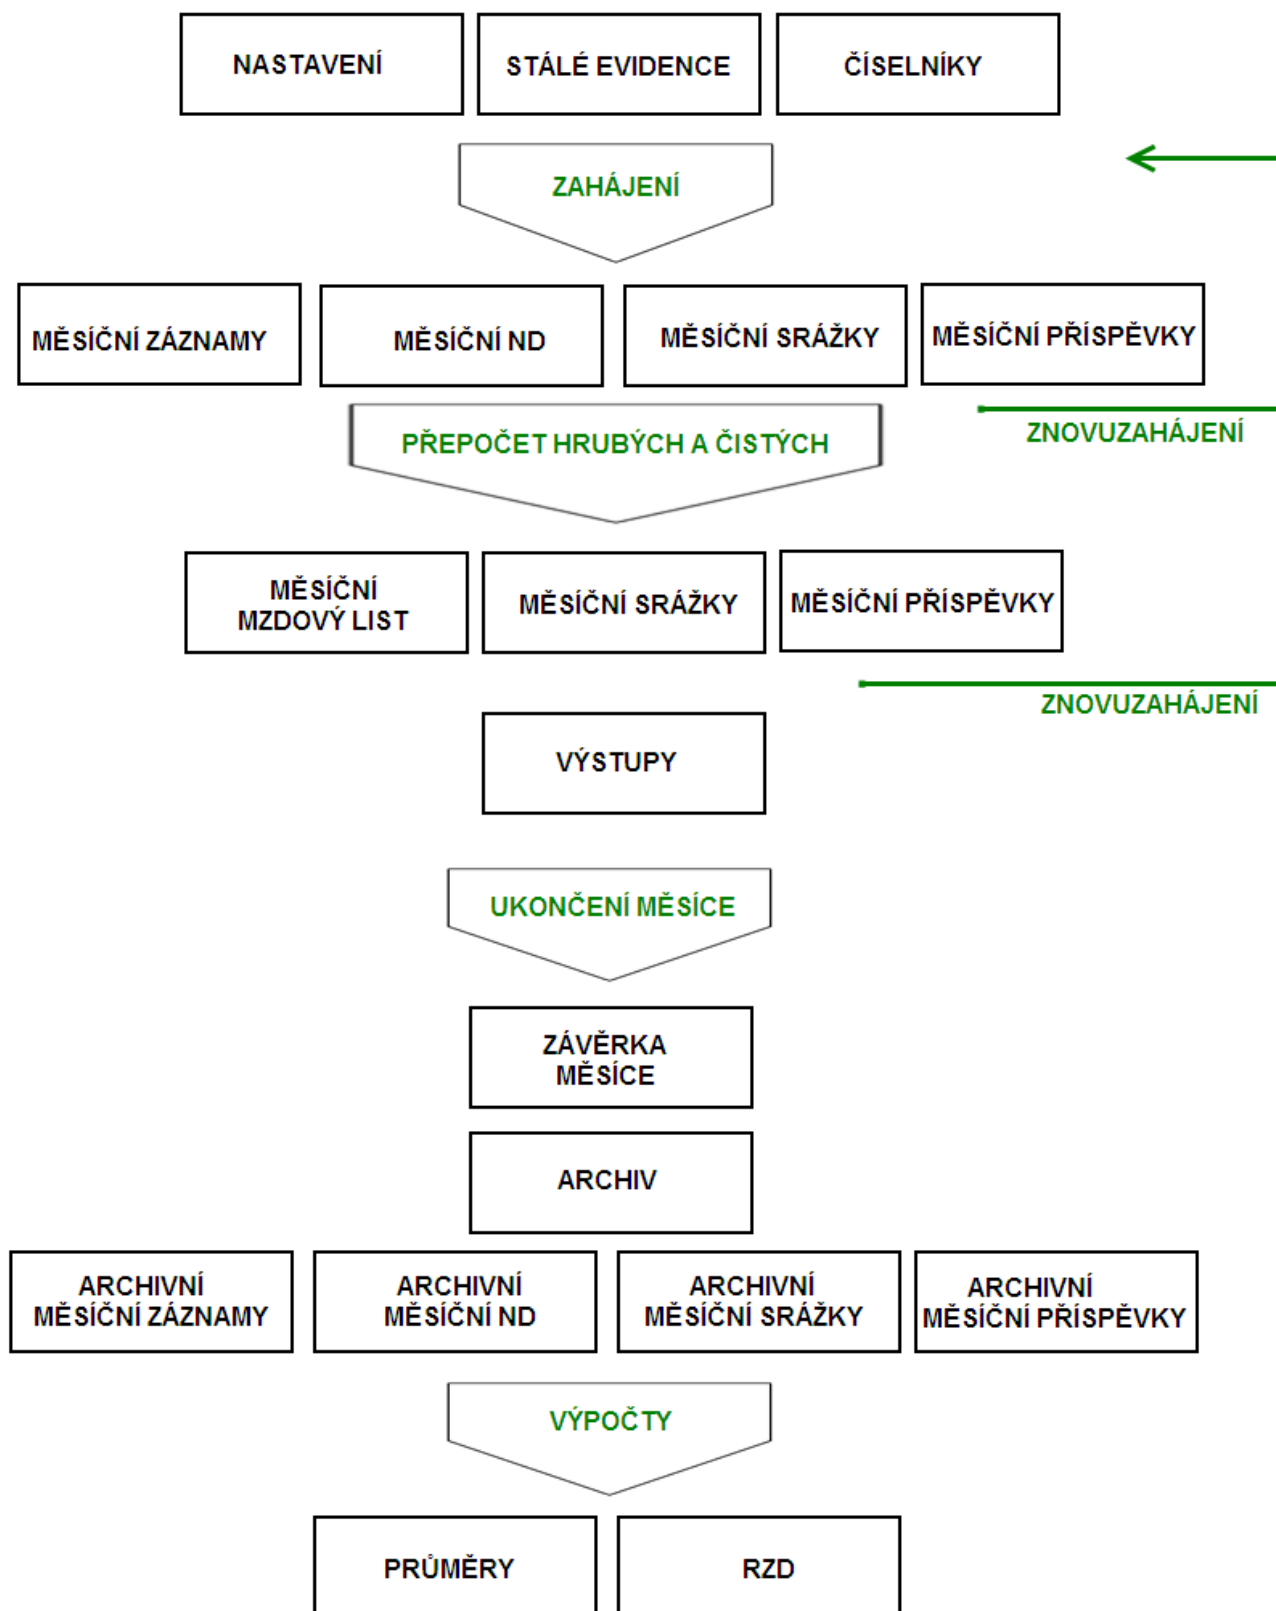 NASTAVENÍ
STÁLÉ EVIDENCE
ČÍSELNÍKY
ZAHÁJENÍ
MĚSÍČNÍ ZÁZNAMY
MĚSÍČNÍ ND
MĚSÍČNÍ SRÁŽKY
MĚSÍČNÍ PŘÍSPĚVKY
PŘEPOČET HRUBÝCH A ČISTÝCH
ZNOVUZAHÁJENÍ
MĚSÍČNÍ
MZDOVÝ LIST
MĚSÍČNÍ SRÁŽKY
MĚSÍČNÍ PŘÍSPĚVKY
ZNOVUZAHÁJENÍ
VÝSTUPY
UKONČENÍ MĚSÍCE
ZÁVĚRKA
MĚSÍCE
ARCHIV
ARCHIVNÍ
MĚSÍČNÍ ZÁZNAMY
ARCHIVNÍ
MĚSÍČNÍ ND
ARCHIVNÍ
MĚSÍČNÍ SRÁŽKY
ARCHIVNÍ
MĚSÍČNÍ PŘÍSPĚVKY
VÝPOČTY
PRŮMĚRY
RZD